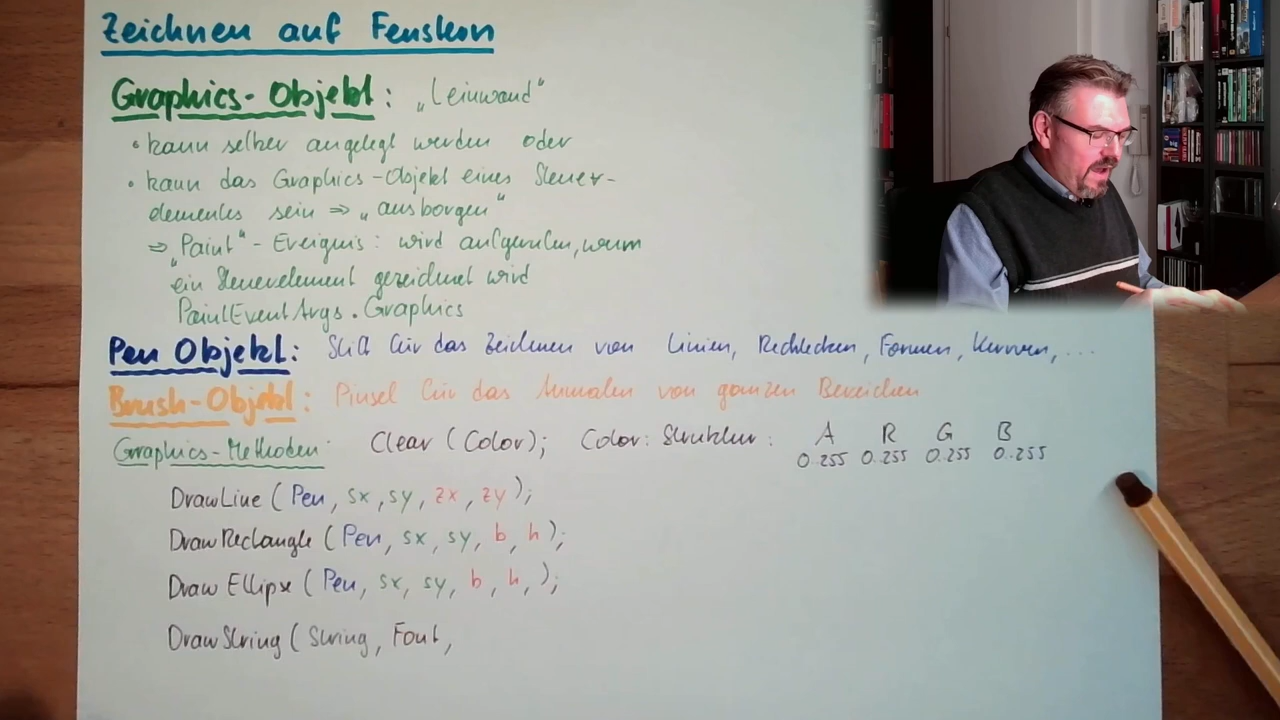 Zeichnen auf Fenstern
Graphics-Objekt: „Leinwand“
• kann selber angelegt werden oder
• kann das Graphics-Objekt eines Steuer-
elementes sein ⇒ „ausborgen“
⇒ „Paint“-Ereignis: wird aufgerufen, wenn
ein Steuerelement gezeichnet wird
PaintEventArgs.Graphics
Pen Objekt: Stift für das Zeichnen von Linien, Rechtecken, Formen, Kurven, ...
Brush-Objekt: Pinsel für das Ausmalen von ganzen Bereichen
Graphics-Methoden: Clear (Color); Color: Struktur: A R G B
0..255 0..255 0..255 0..255
DrawLine (Pen, sx, sy, zx, zy);
DrawRectangle (Pen, sx, sy, b, h);
DrawEllipse (Pen, sx, sy, b, h, );
DrawString (String, Font,